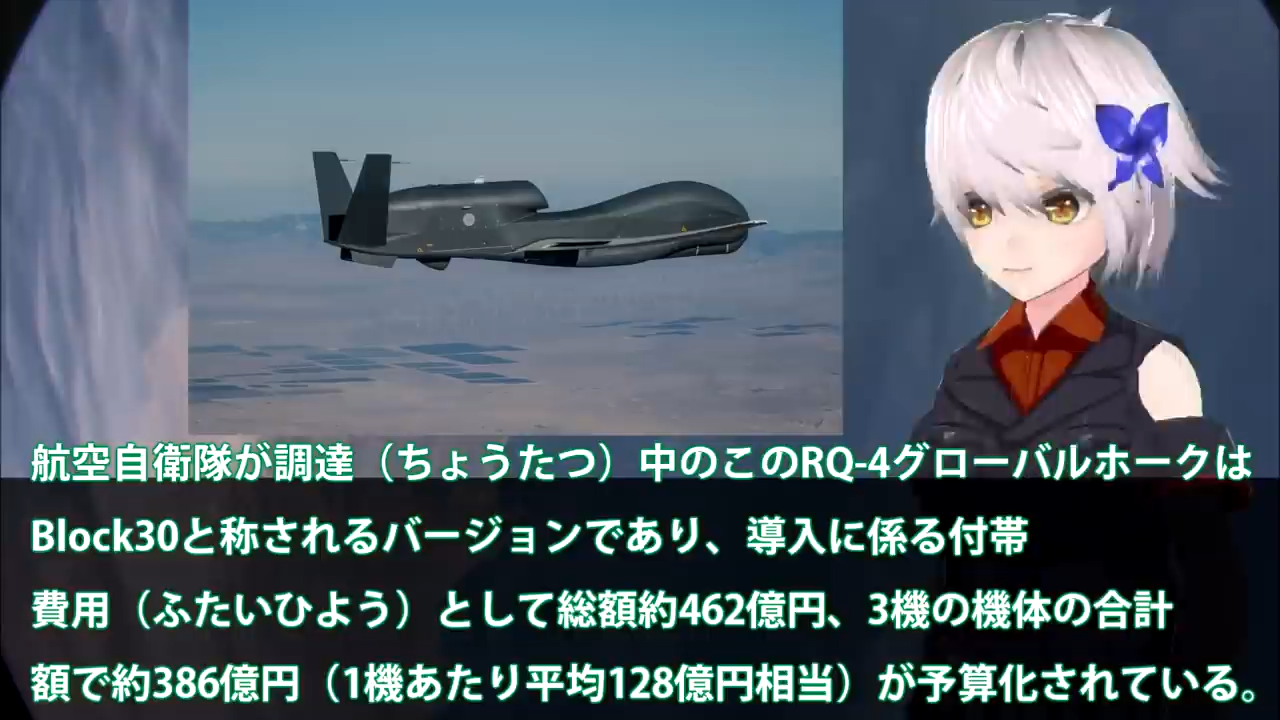 航空自衛隊が調達（ちょうたつ）中のこのRQ-4グローバルホークは
Block30と称されるバージョンであり、導入に係る付帯
費用（ふたいひよう）として総額約462億円、3機の機体の合計
額で約386億円（1機あたり平均128億円相当）が予算化されている。